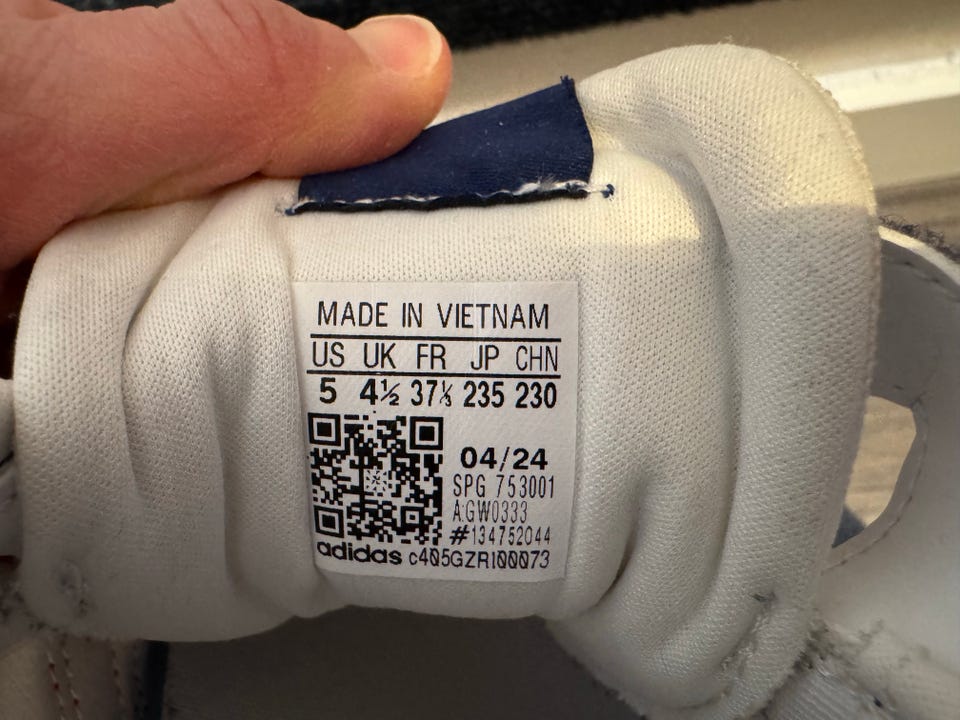 MADE IN VIETNAM
US UK FR JP CHN
5 4½ 37⅓ 235 230
04/24
SPG 753001
A:GW0333
#134752044
adidas c405GZR100073